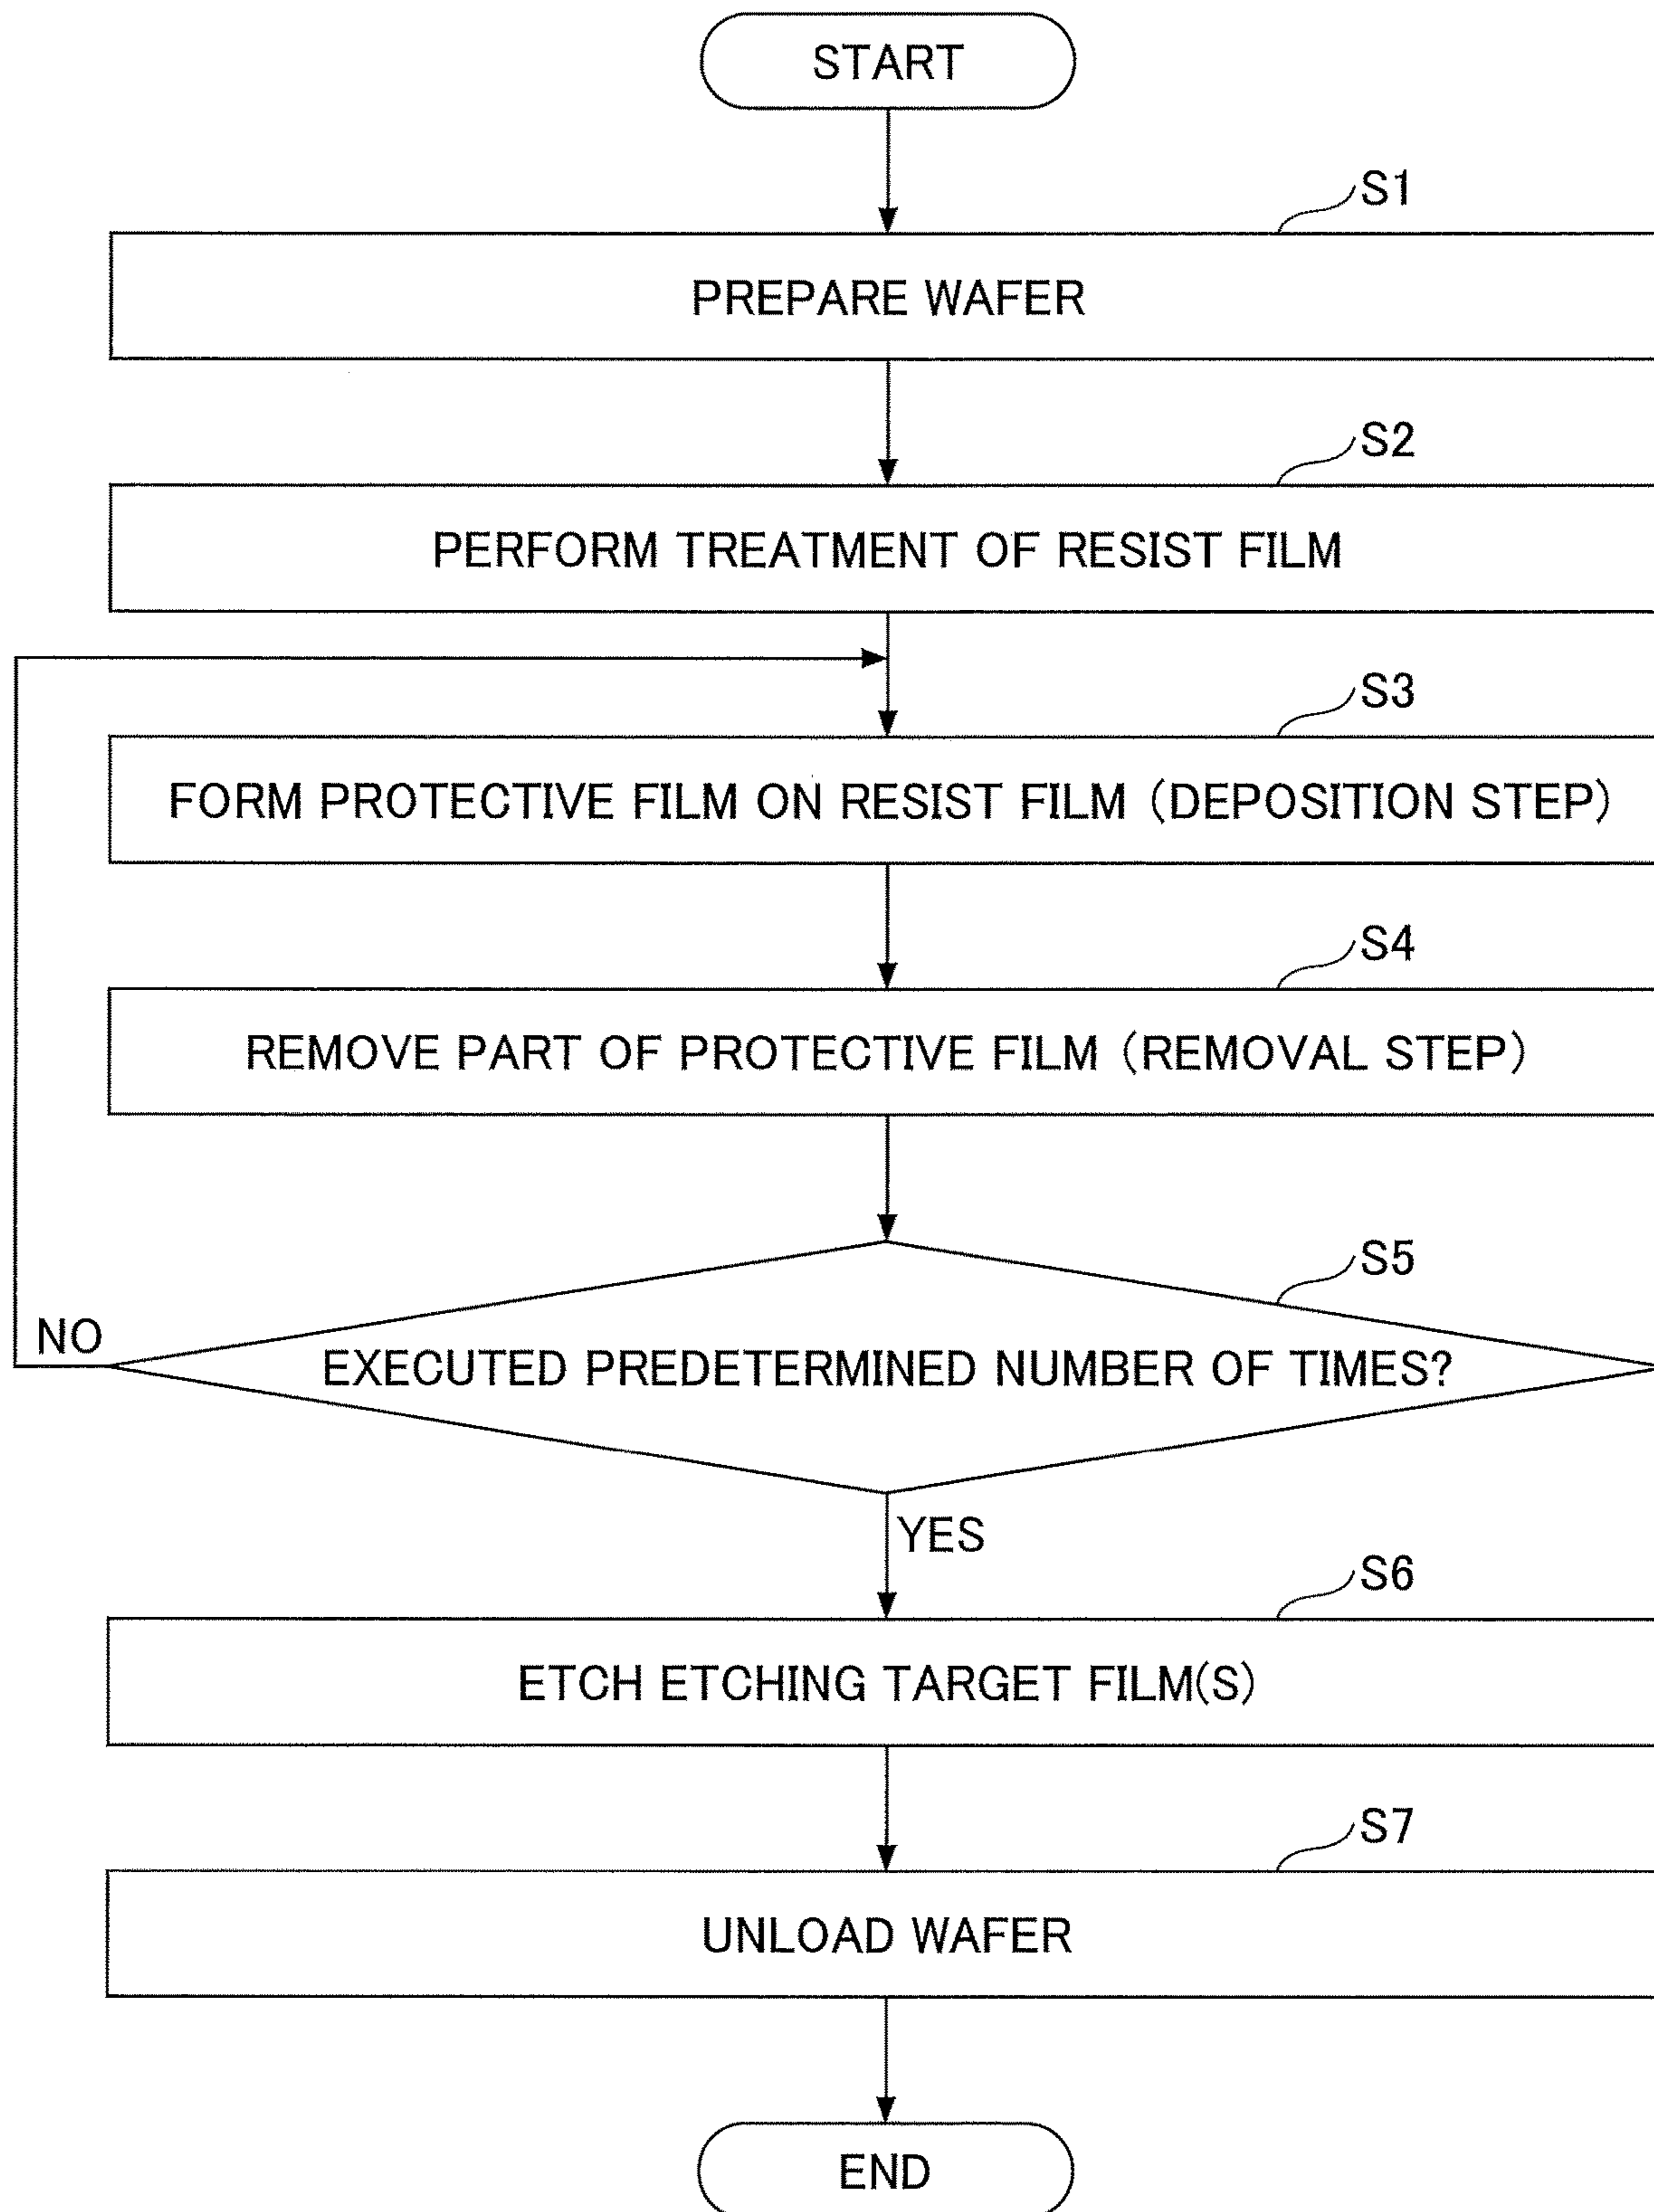 START
S1
PREPARE WAFER
S2
PERFORM TREATMENT OF RESIST FILM
S3
FORM PROTECTIVE FILM ON RESIST FILM (DEPOSITION STEP)
S4
REMOVE PART OF PROTECTIVE FILM (REMOVAL STEP)
S5
NO
EXECUTED PREDETERMINED NUMBER OF TIMES?
YES
S6
ETCH ETCHING TARGET FILM(S)
S7
UNLOAD WAFER
END